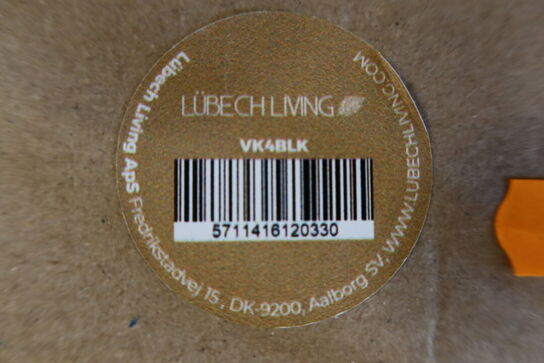 LÜBECH LIVING
VK4BLK
5711416120330
Lübech Living ApS Fredrikstadvej 15, DK-9200, Aalborg SV, WWW.LUBECHLIVING.COM